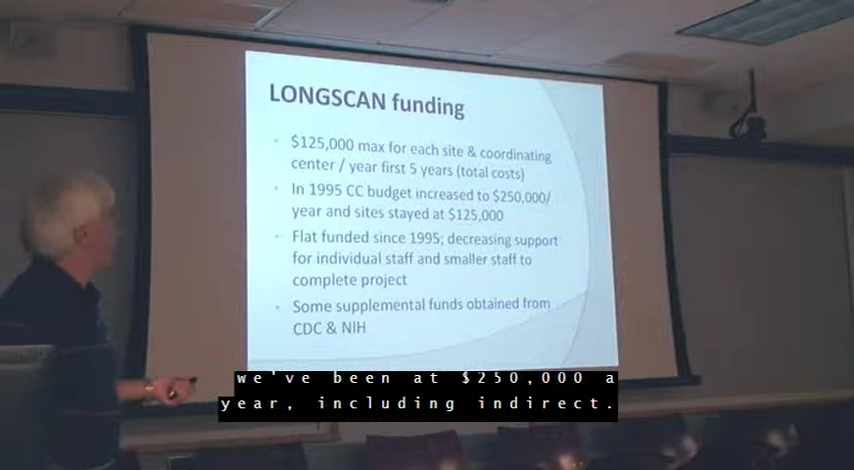 LONGSCAN funding
$125,000 max for each site & coordinating
center / year first 5 years (total costs)
In 1995 CC budget increased to $250,000/
year and sites stayed at $125,000
Flat funded since 1995; decreasing support
for individual staff and smaller staff to
complete project
Some supplemental funds obtained from
CDC & NIH
we've been at $250,000 a
year, including indirect.